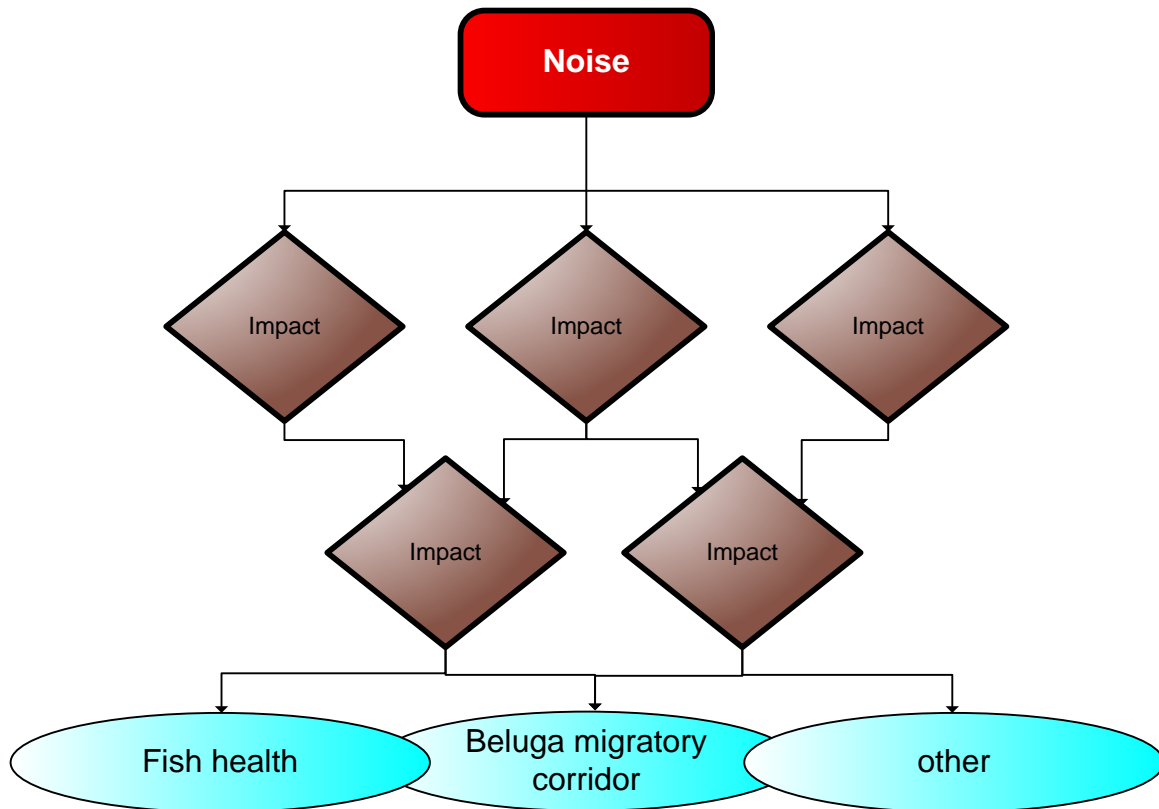 Noise
Impact
Impact
Impact
Impact
Impact
Fish health
Beluga migratory
corridor
other